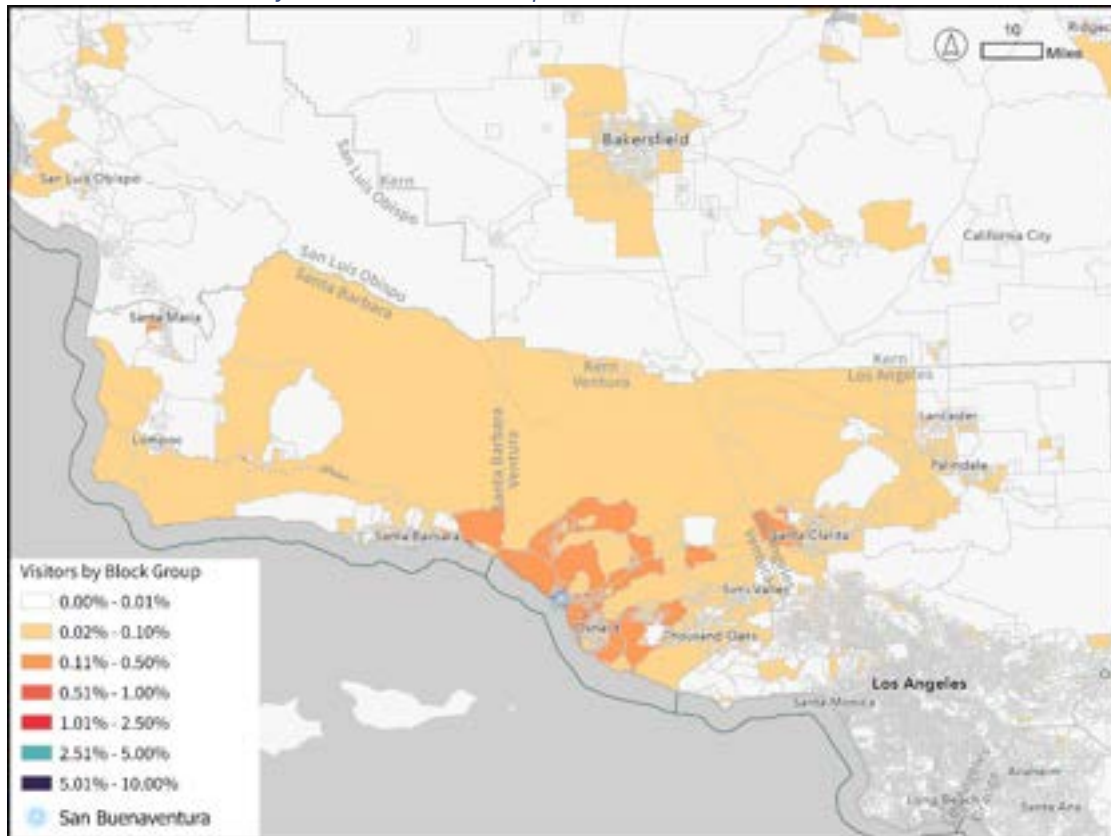 10
Miles
Bakersfield
San Luis Obispo
Kern
San Luis Obispo
California City
San Luis Obispo
Santa Barbara
Santa Maria
Kern
Ventura
Kern
Los Angeles
Lancaster
Lompoc
Santa Barbara
Ventura
Palmdale
Santa Barbara
Santa Clarita
Simi Valley
Oxnard
Thousand Oaks
Los Angeles
Santa Monica
Anaheim
Long Beach
Santa Ana
Visitors by Block Group
0.00% - 0.01%
0.02% - 0.10%
0.11% - 0.50%
0.51% - 1.00%
1.01% - 2.50%
2.51% - 5.00%
5.01% - 10.00%
San Buenaventura